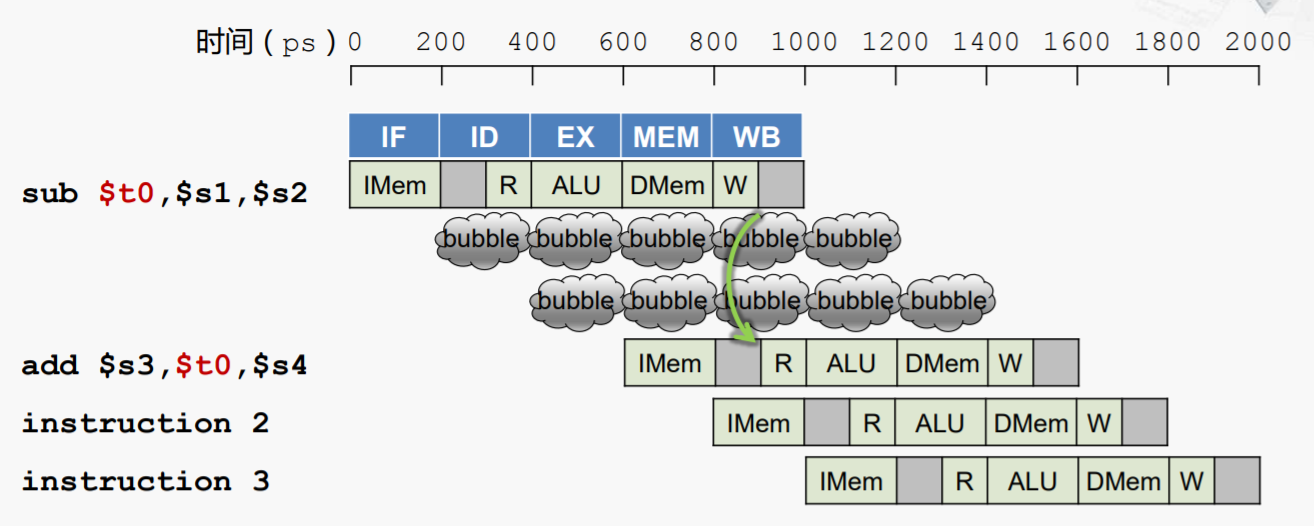 时间(ps) 0 200 400 600 800 1000 1200 1400 1600 1800 2000
IF ID EX MEM WB
sub $t0,$s1,$s2 IMem R ALU DMem W
bubble bubble bubble bubble bubble
bubble bubble bubble bubble bubble
add $s3,$t0,$s4 IMem R ALU DMem W
instruction 2 IMem R ALU DMem W
instruction 3 IMem R ALU DMem W